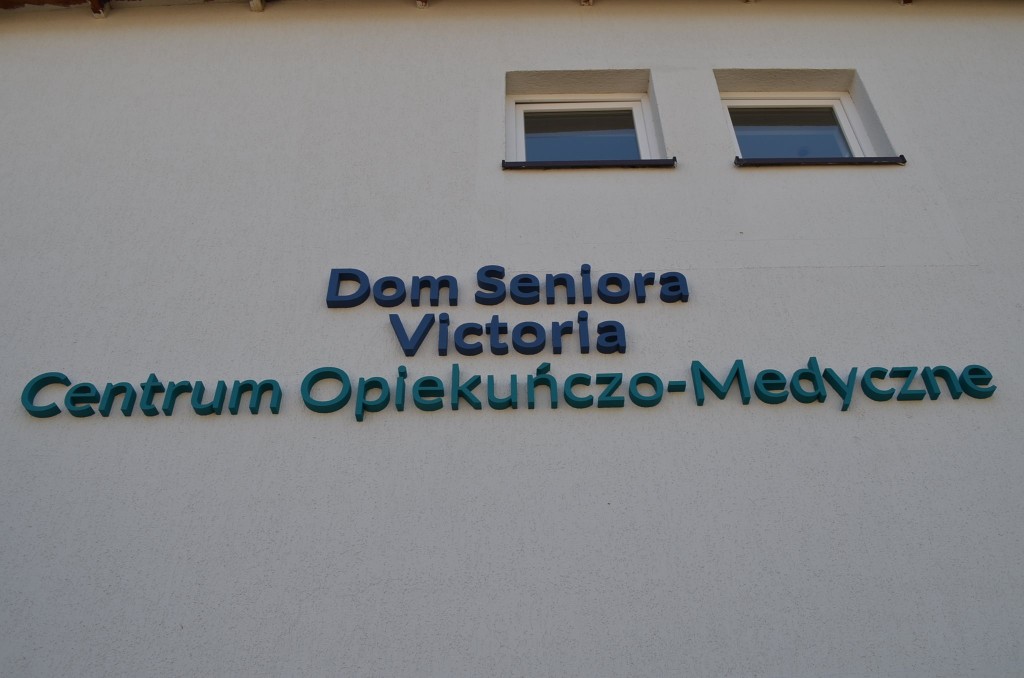 Dom Seniora
Victoria
Centrum Opiekuńczo-Medyczne